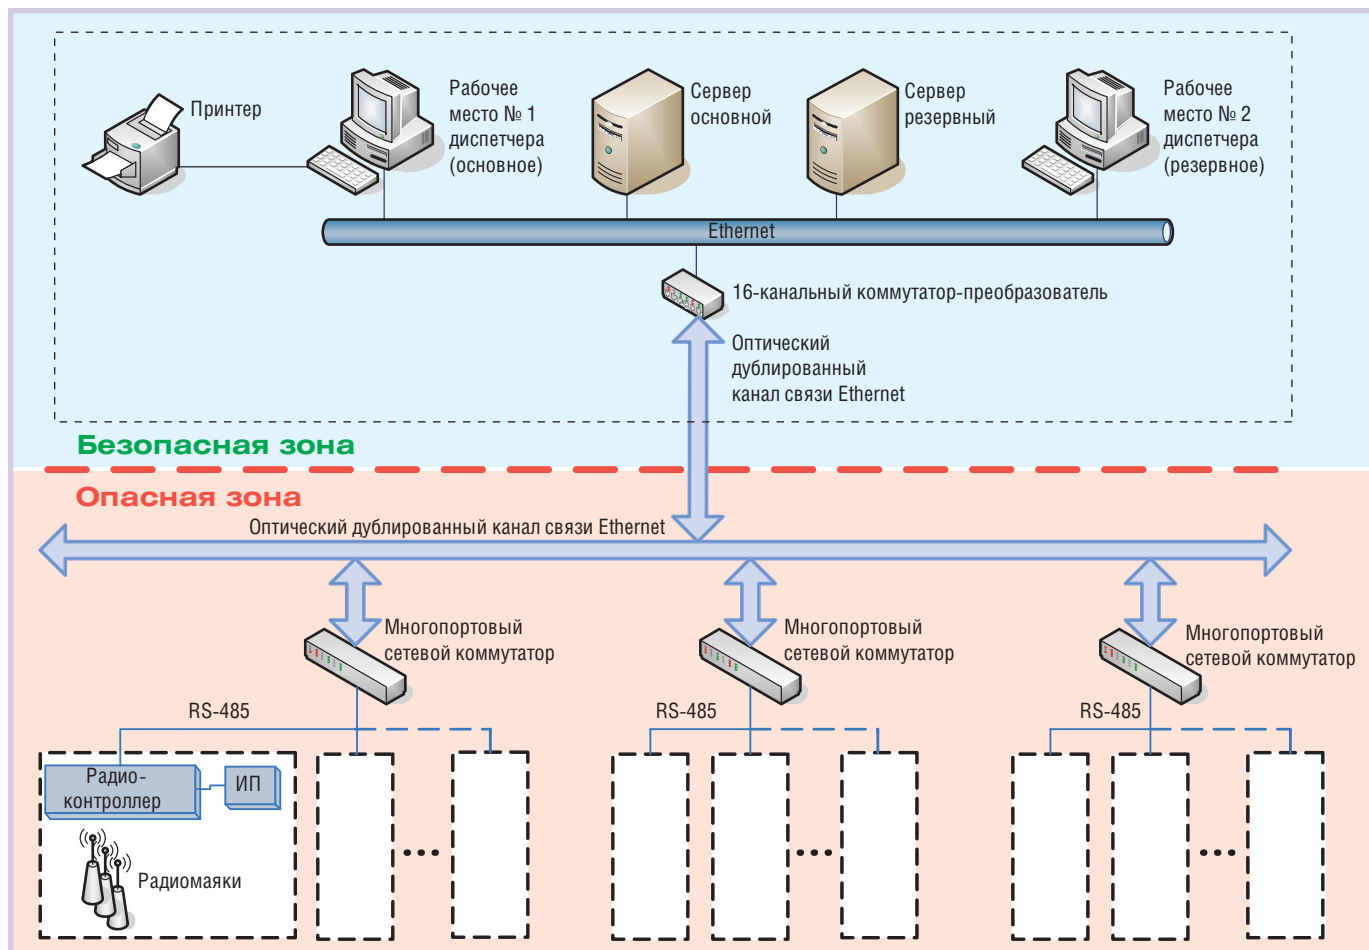 Принтер
Рабочее
место № 1
диспетчера
(основное)
Сервер
основной
Сервер
резервный
Рабочее
место № 2
диспетчера
(резервное)
Ethernet
16-канальный коммутатор-преобразователь
Оптический
дублированный
канал связи Ethernet
Безопасная зона
Опасная зона
Оптический дублированный канал связи Ethernet
Многопортовый
сетевой коммутатор
Многопортовый
сетевой коммутатор
Многопортовый
сетевой коммутатор
RS-485
RS-485
RS-485
Радио-
контроллер
ИП
Радиомаяки